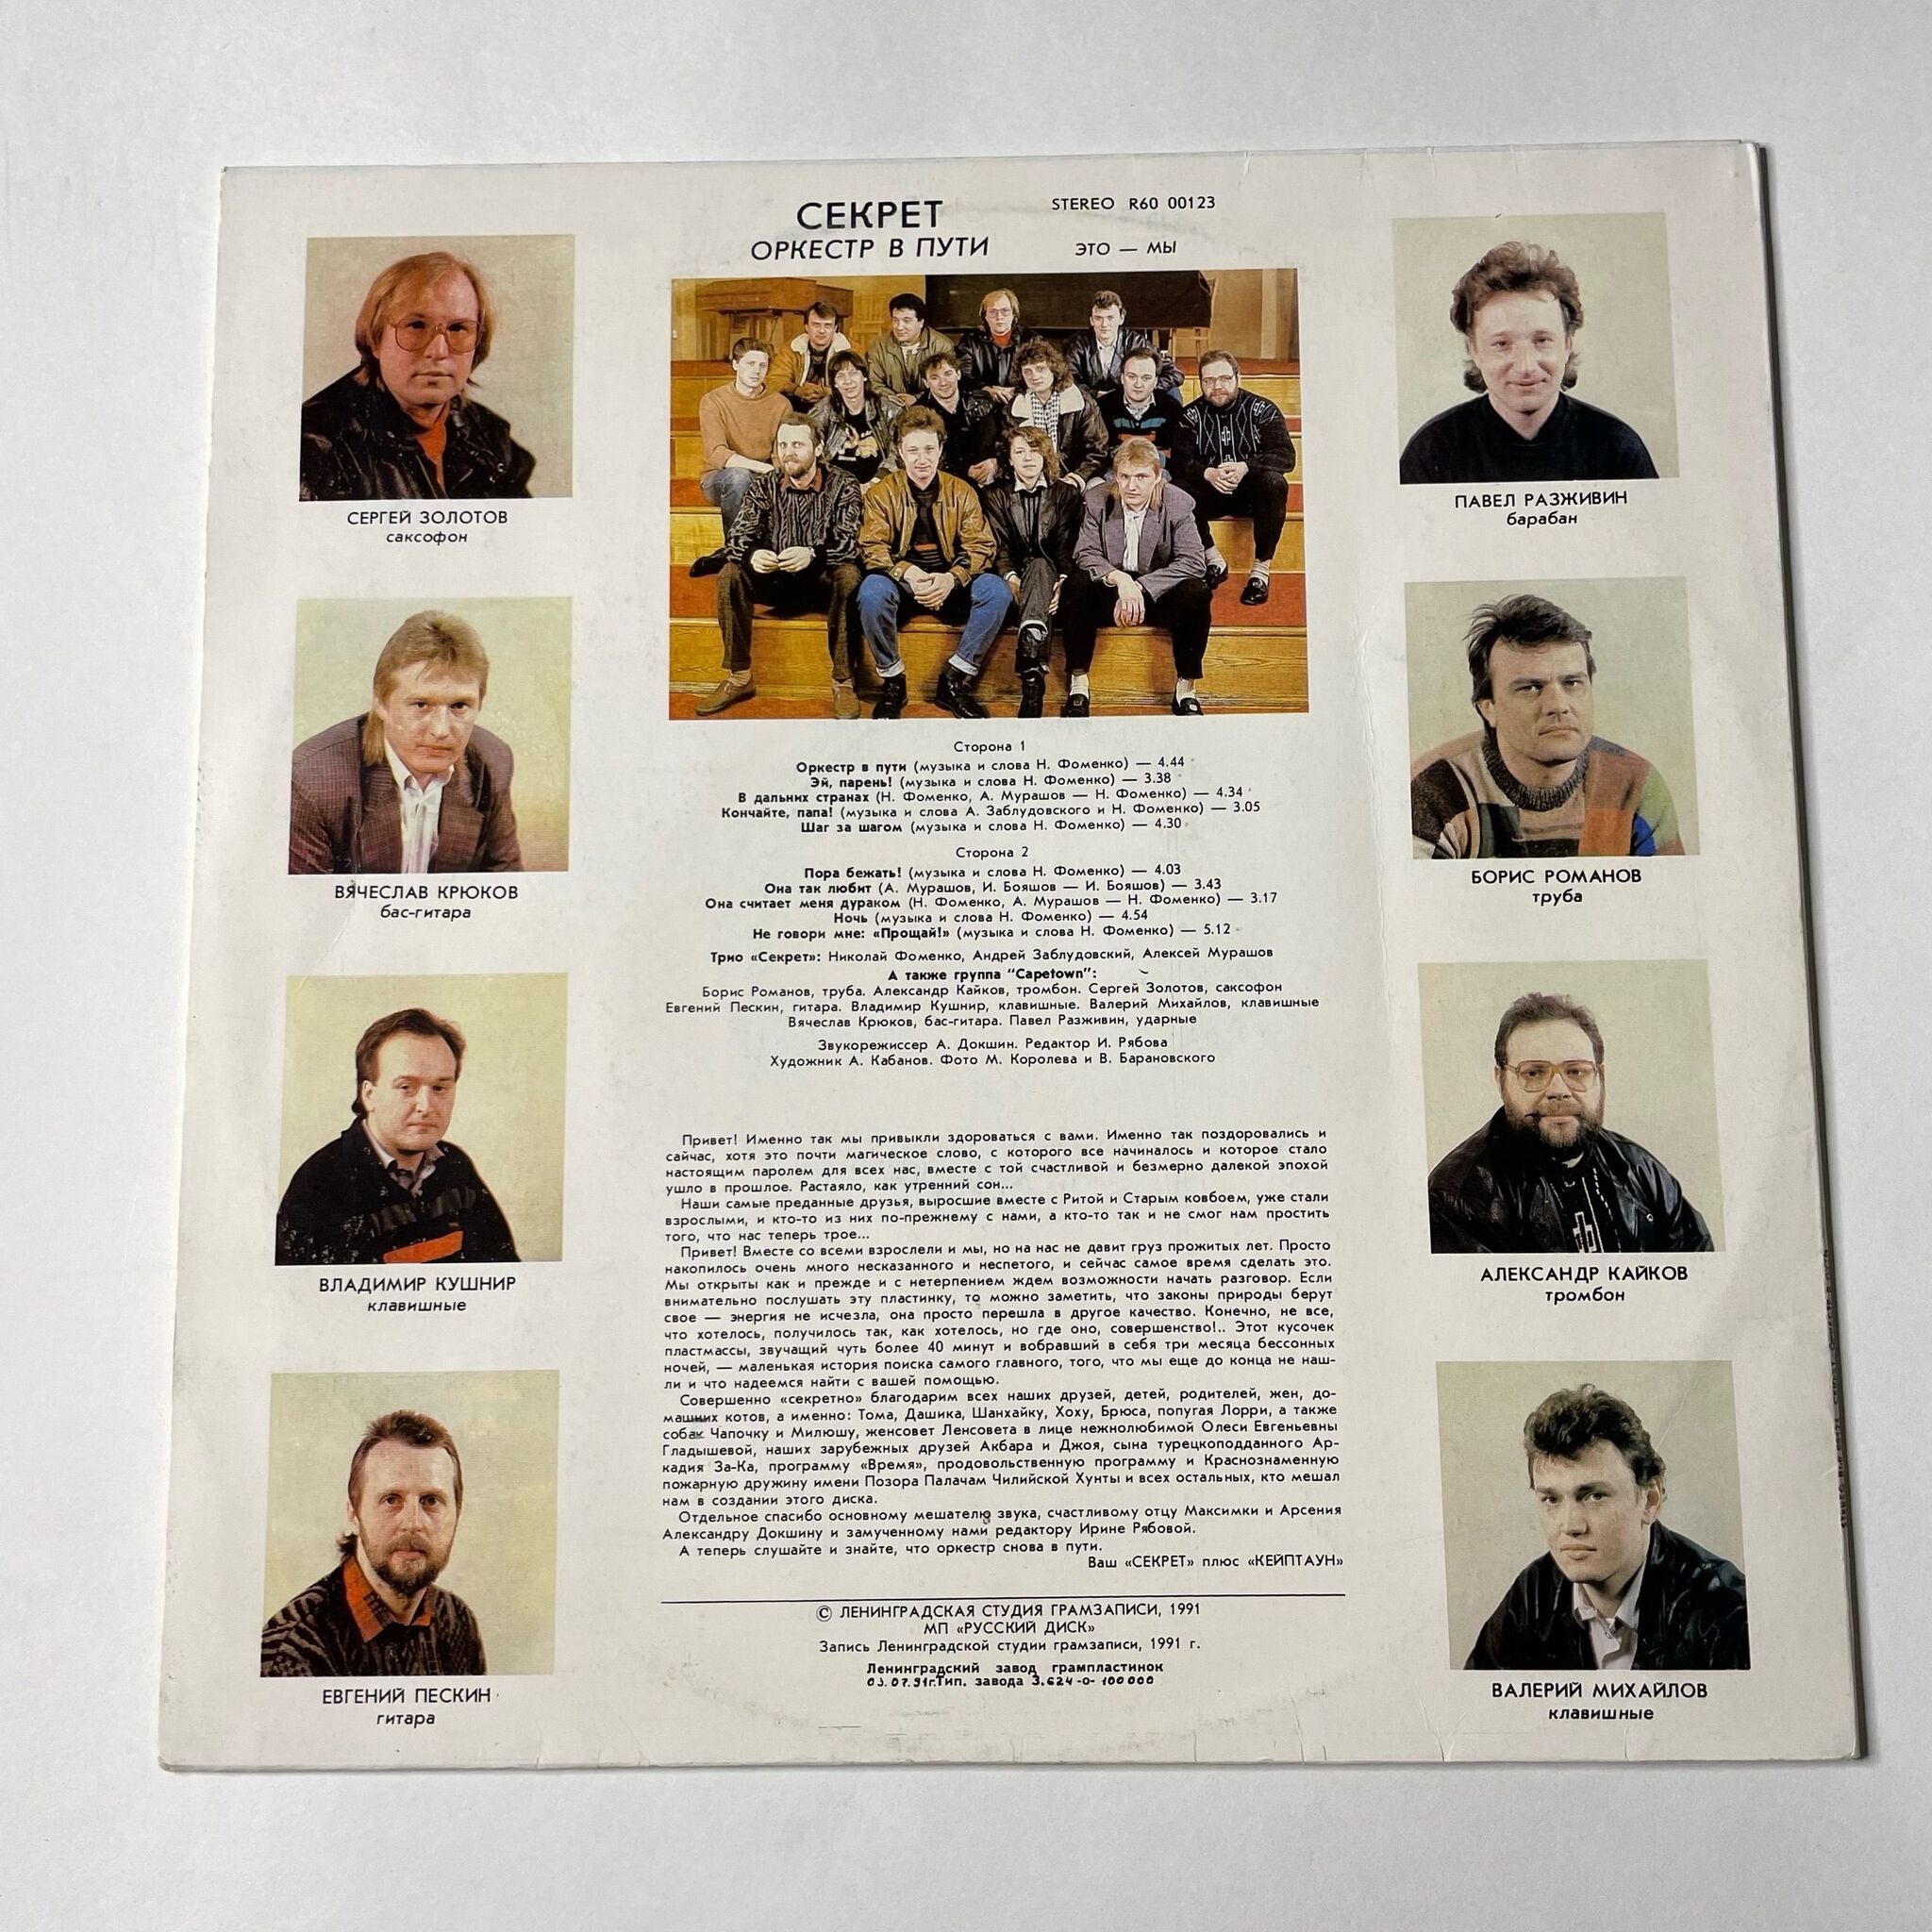 СЕКРЕТ
ОРКЕСТР В ПУТИ
STEREO R60 00123
ЭТО — МЫ
СЕРГЕЙ ЗОЛОТОВ
саксофон
ВЯЧЕСЛАВ КРЮКОВ
бас-гитара
ВЛАДИМИР КУШНИР
клавишные
ЕВГЕНИЙ ПЕСКИН
гитара
Сторона 1
Оркестр в пути (музыка и слова Н. Фоменко) — 4.44
Эй, парень! (музыка и слова Н. Фоменко) — 3.38
В дальних странах (Н. Фоменко, А. Мурашов — Н. Фоменко) — 4.34
Кончайте, папа! (музыка и слова А. Заблудовского и Н. Фоменко) — 3.05
Шаг за шагом (музыка и слова Н. Фоменко) — 4.30
Сторона 2
Пора бежать! (музыка и слова Н. Фоменко) — 4.03
Она так любит (А. Мурашов, И. Бояшов — И. Бояшов) — 3.43
Она считает меня дураком (Н. Фоменко, А. Мурашов — Н. Фоменко) — 3.17
Ночь (музыка и слова Н. Фоменко) — 4.54
Не говори мне: «Прощай!» (музыка и слова Н. Фоменко) — 5.12
Трио «Секрет»: Николай Фоменко, Андрей Заблудовский, Алексей Мурашов
А также группа "Capetown":
Борис Романов, труба. Александр Кайков, тромбон. Сергей Золотов, саксофон
Евгений Пескин, гитара. Владимир Кушнир, клавишные. Валерий Михайлов, клавишные
Вячеслав Крюков, бас-гитара. Павел Разживин, ударные
Звукорежиссер А. Докшин. Редактор И. Рябова
Художник А. Кабанов. Фото М. Королева и В. Барановского
Привет! Именно так мы привыкли здороваться с вами. Именно так поздоровались и
сайчас, хотя это почти магическое слово, с которого все начиналось и которое стало
настоящим паролем для всех нас, вместе с той счастливой и безмерно далекой эпохой
ушло в прошлое. Растаяло, как утренний сон...
Наши самые преданные друзья, выросшие вместе с Ритой и Старым ковбоем, уже стали
взрослыми, и кто-то из них по-прежнему с нами, а кто-то так и не смог нам простить
того, что нас теперь трое...
Привет! Вместе со всеми взрослели и мы, но на нас не давит груз прожитых лет. Просто
накопилось очень много несказанного и неспетого, и сейчас самое время сделать это.
Мы открыты как и прежде и с нетерпением ждем возможности начать разговор. Если
внимательно послушать эту пластинку, то можно заметить, что законы природы берут
свое — энергия не исчезла, она просто перешла в другое качество. Конечно, не все,
что хотелось, получилось так, как хотелось, но где оно, совершенство!.. Этот кусочек
пластмассы, звучащий чуть более 40 минут и вобравший в себя три месяца бессонных
ночей, — маленькая история поиска самого главного, того, что мы еще до конца не наш-
ли и что надеемся найти с вашей помощью.
Совершенно «секретно» благодарим всех наших друзей, детей, родителей, жен, до-
машних котов, а именно: Тома, Дашика, Шанхайку, Хоху, Брюса, попугая Лорри, а также
собак Чапочку и Милюшу, женсовет Ленсовета в лице нежнолюбимой Олеси Евгеньевны
Гладышевой, наших зарубежных друзей Акбара и Джоя, сына турецкоподданного Ар-
кадия За-Ка, программу «Время», продовольственную программу и Краснознаменную
пожарную дружину имени Позора Палачам Чилийской Хунты и всех остальных, кто мешал
нам в создании этого диска.
Отдельное спасибо основному мешателю звука, счастливому отцу Максимки и Арсения
Александру Докшину и замученному нами редактору Ирине Рябовой.
А теперь слушайте и знайте, что оркестр снова в пути.
Ваш «СЕКРЕТ» плюс «КЕЙПТАУН»
© ЛЕНИНГРАДСКАЯ СТУДИЯ ГРАМЗАПИСИ, 1991
МП «РУССКИЙ ДИСК»
Запись Ленинградской студии грамзаписи, 1991 г.
Ленинградский завод грампластинок
03.07.91г. Тип. завода З.624-0-100000
ПАВЕЛ РАЗЖИВИН
барабан
БОРИС РОМАНОВ
труба
АЛЕКСАНДР КАЙКОВ
тромбон
ВАЛЕРИЙ МИХАЙЛОВ
клавишные